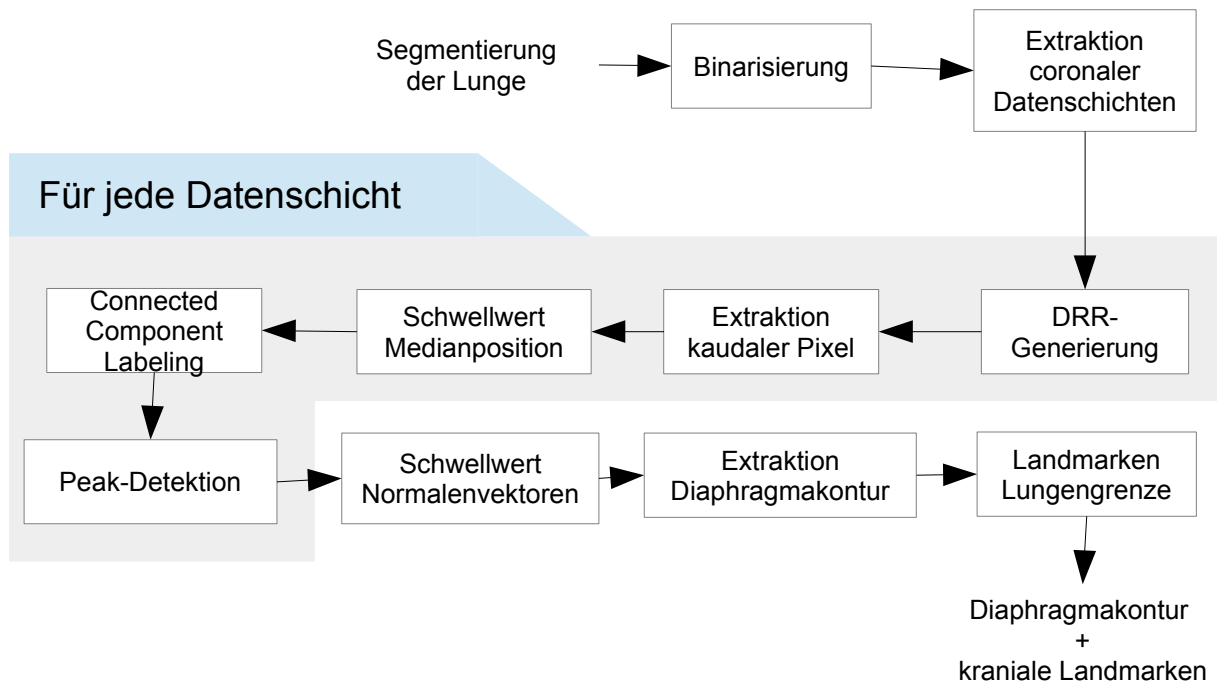 Segmentierung
der Lunge
Binarisierung
Extraktion
coronaler
Datenschichten
Für jede Datenschicht
DRR-
Generierung
Extraktion
kaudaler Pixel
Schwellwert
Medianposition
Connected
Component
Labeling
Peak-Detektion
Schwellwert
Normalenvektoren
Extraktion
Diaphragmakontur
Landmarken
Lungengrenze
Diaphragmakontur
+
kraniale Landmarken